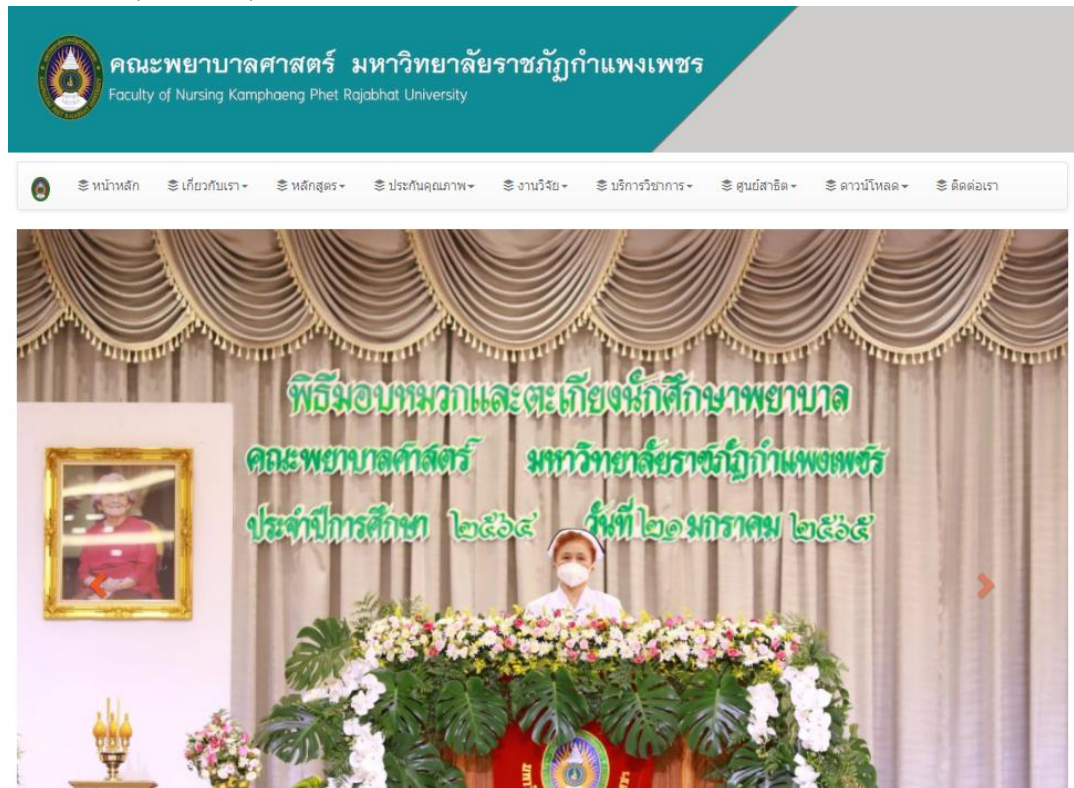 คณะพยาบาลศาสตร์ มหาวิทยาลัยราชภัฏกำแพงเพชร
Faculty of Nursing Kamphaeng Phet Rajabhat University
หน้าหลัก เกี่ยวกับเรา หลักสูตร ประกันคุณภาพ งานวิจัย บริการวิชาการ ศูนย์สาธิต ดาวน์โหลด ติดต่อเรา
พิธีมอบหมวกและตะเกียงนักศึกษาพยาบาล
คณะพยาบาลศาสตร์ มหาวิทยาลัยราชภัฏกำแพงเพชร
ประจำปีการศึกษา ๒๕๖๔ วันที่ ๒๑ มกราคม ๒๕๖๕